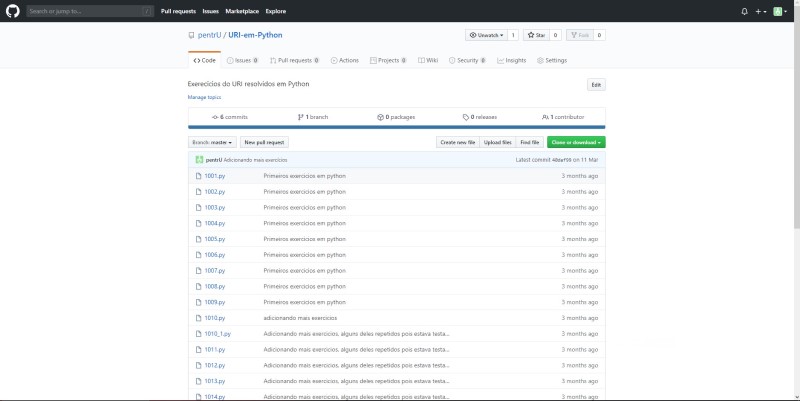 Search or jump to... /
Pull requests Issues Marketplace Explore
pentrU / URI-em-Python
Unwatch 1 Star 0 Fork 0
Code Issues 0 Pull requests 0 Actions Projects 0 Wiki Security 0 Insights Settings
Exerecicios do URI resolvidos em Python Edit
Manage topics
6 commits 1 branch 0 packages 0 releases 1 contributor
Branch: master New pull request Create new file Upload files Find file Clone or download
pentrU Adicionando mais exercicios Latest commit on 11 Mar
1001.py Primeiros exercicios em python 3 months ago
1002.py Primeiros exercicios em python 3 months ago
1003.py Primeiros exercicios em python 3 months ago
1004.py Primeiros exercicios em python 3 months ago
1005.py Primeiros exercicios em python 3 months ago
1006.py Primeiros exercicios em python 3 months ago
1007.py Primeiros exercicios em python 3 months ago
1008.py Primeiros exercicios em python 3 months ago
1009.py Primeiros exercicios em python 3 months ago
1010.py adicionando mais exercicios 3 months ago
1010_1.py Adicionando mais exercicios, alguns deles repetidos pois estava testa... 3 months ago
1011.py Adicionando mais exercicios, alguns deles repetidos pois estava testa... 3 months ago
1012.py Adicionando mais exercicios, alguns deles repetidos pois estava testa... 3 months ago
1013.py Adicionando mais exercicios, alguns deles repetidos pois estava testa... 3 months ago
1014.py Adicionando mais exercicios, alguns deles repetidos pois estava testa... 3 months ago